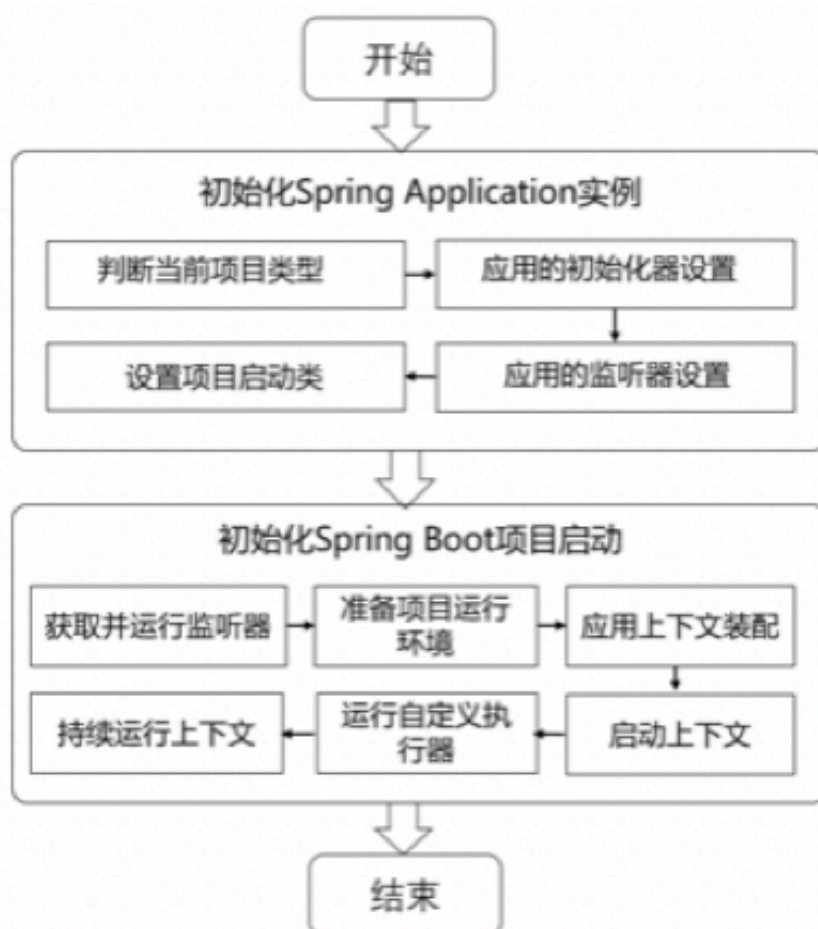 开始
初始化Spring Application实例
判断当前项目类型
应用的初始化器设置
设置项目启动类
应用的监听器设置
初始化Spring Boot项目启动
获取并运行监听器
准备项目运行
环境
应用上下文装配
持续运行上下文
运行自定义执
行器
启动上下文
结束